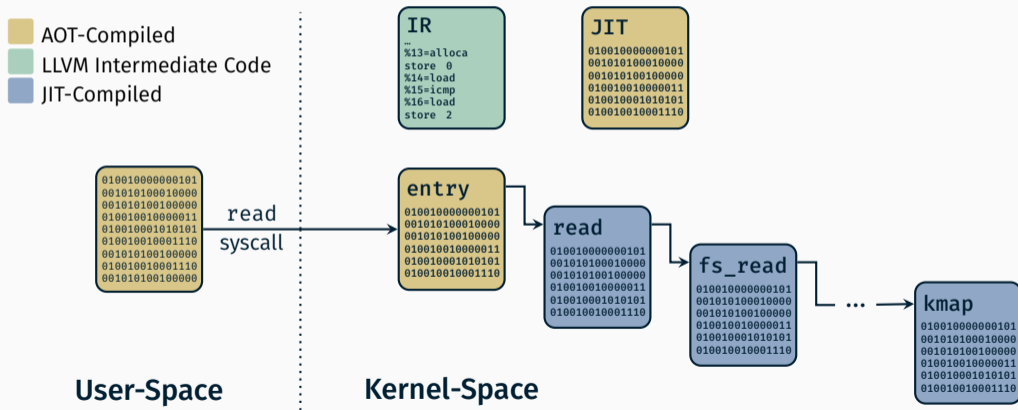 AOT-Compiled
LLVM Intermediate Code
JIT-Compiled
IR
…
%13=alloca
store 0
%14=load
%15=icmp
%16=load
store 2
JIT
010010000000101
001010100010000
001010100100000
010010010000011
010010001010101
010010010001110
010010000000101
001010100010000
001010100100000
010010010000011
010010001010101
010010010001110
001010100100000
010010010001110
001010100100000
read
syscall
entry
010010000000101
001010100010000
001010100100000
010010010000011
010010001010101
010010010001110
read
010010000000101
001010100010000
001010100100000
010010010000011
010010001010101
010010010001110
fs_read
010010000000101
001010100010000
001010100100000
010010010000011
010010001010101
010010010001110
...
kmap
010010000000101
001010100010000
001010100100000
010010010000011
010010001010101
010010010001110
User-Space
Kernel-Space